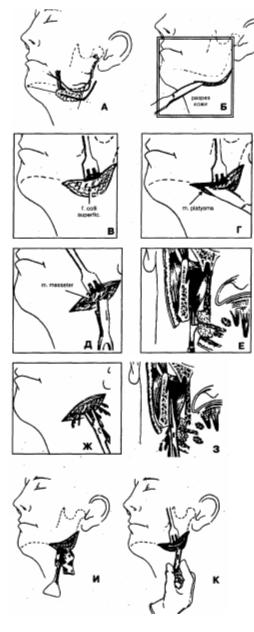 А
разрез
кожи
Б
f. colli
superfic.
В
m. platysma
Г
m. masseter
Д
Е
Ж
З
И
К